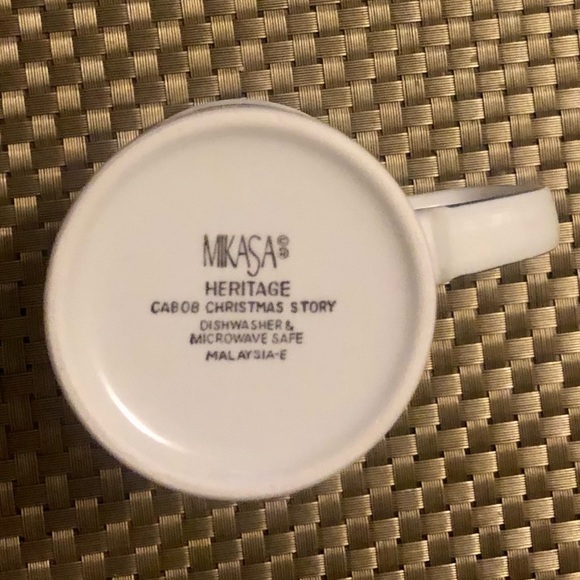 MIKASA®
HERITAGE
CAB08 CHRISTMAS STORY
DISHWASHER &
MICROWAVE SAFE
MALAYSIA-E